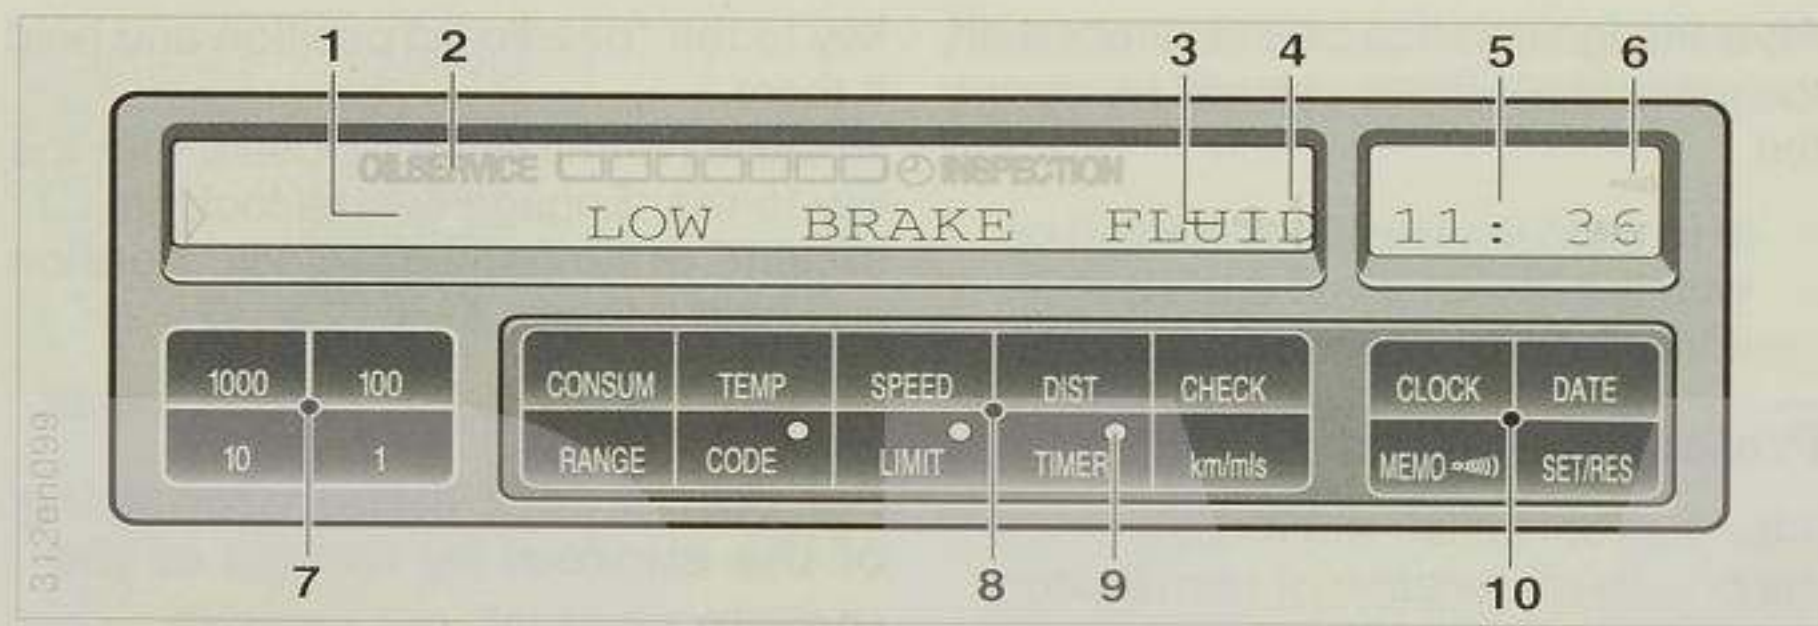 1 2 3 4 5 6
OILSERVICE INSPECTION
LOW BRAKE FLUID 11: 36
1000 100
10 1
CONSUM TEMP SPEED DIST CHECK
RANGE CODE LIMIT TIMER km/mls
CLOCK DATE
MEMO SET/RES
312en099
7 8 9 10